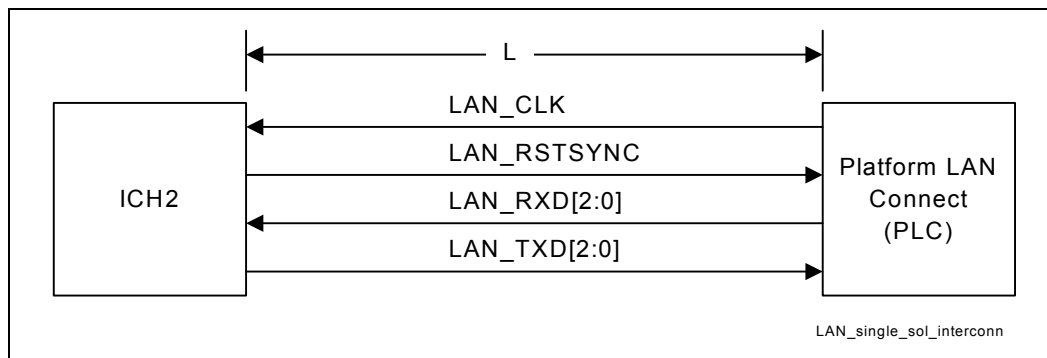 L
LAN_CLK
LAN_RSTSYNC
ICH2
LAN_RXD[2:0]
LAN_TXD[2:0]
Platform LAN
Connect
(PLC)
LAN_single_sol_interconn